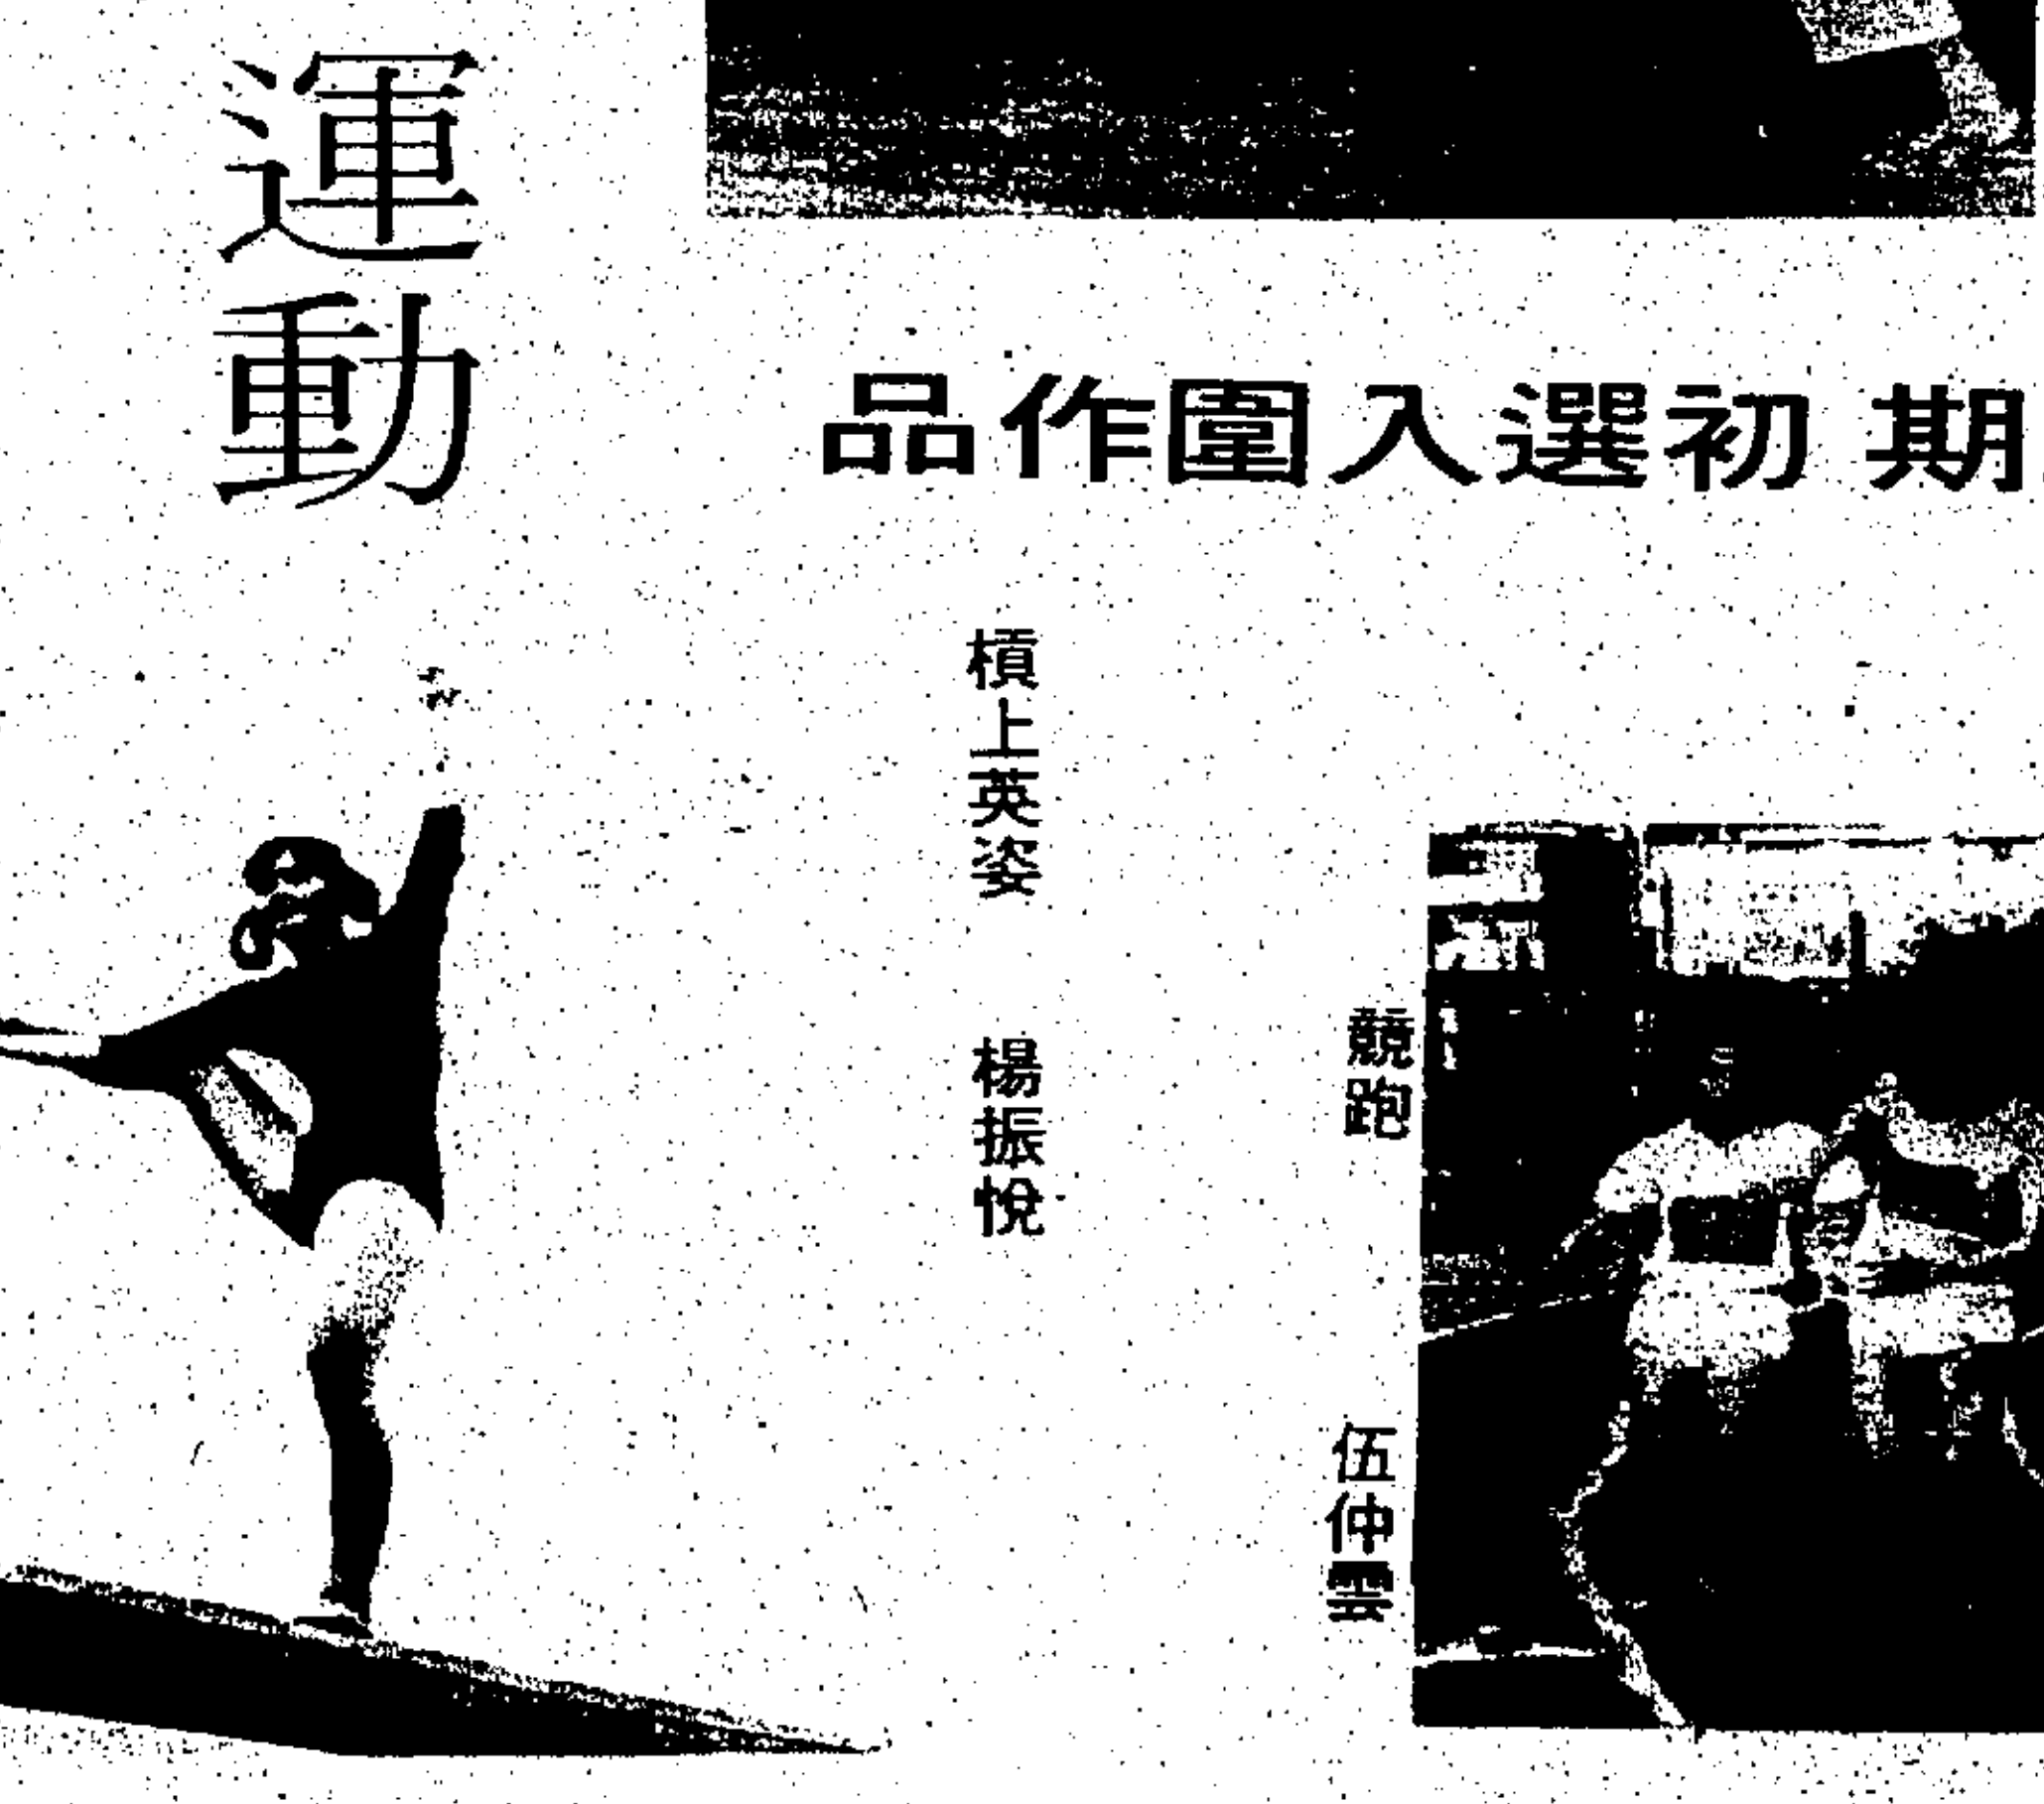 運動
期初選入圍作品
槓上英姿 楊振悅
競跑 伍仲雲